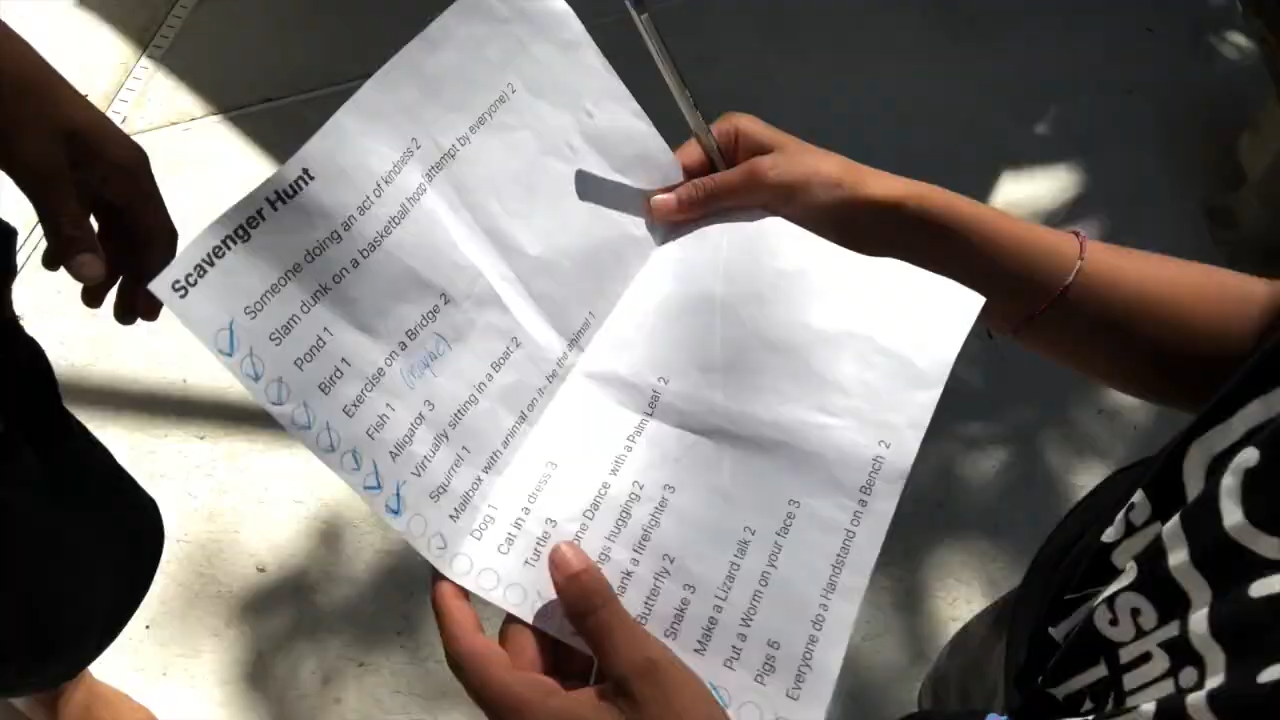 Scavenger Hunt
Someone doing an act of kindness 2
Slam dunk on a basketball hoop (attempt by everyone) 2
Pond 1
Bird 1
Exercise on a Bridge 2
Fish 1
Alligator 3
Virtually sitting in a Boat 2
Squirrel 1
Mailbox with animal on it - be the animal 1
Dog 1
Cat in a dress 3
Turtle 3
one Dance with a Palm Leaf 2
gs hugging 2
ank a firefighter 3
Butterfly 2
Snake 3
Make a Lizard talk 2
Put a Worm on your face 3
Pigs 5
Everyone do a Handstand on a Bench 2